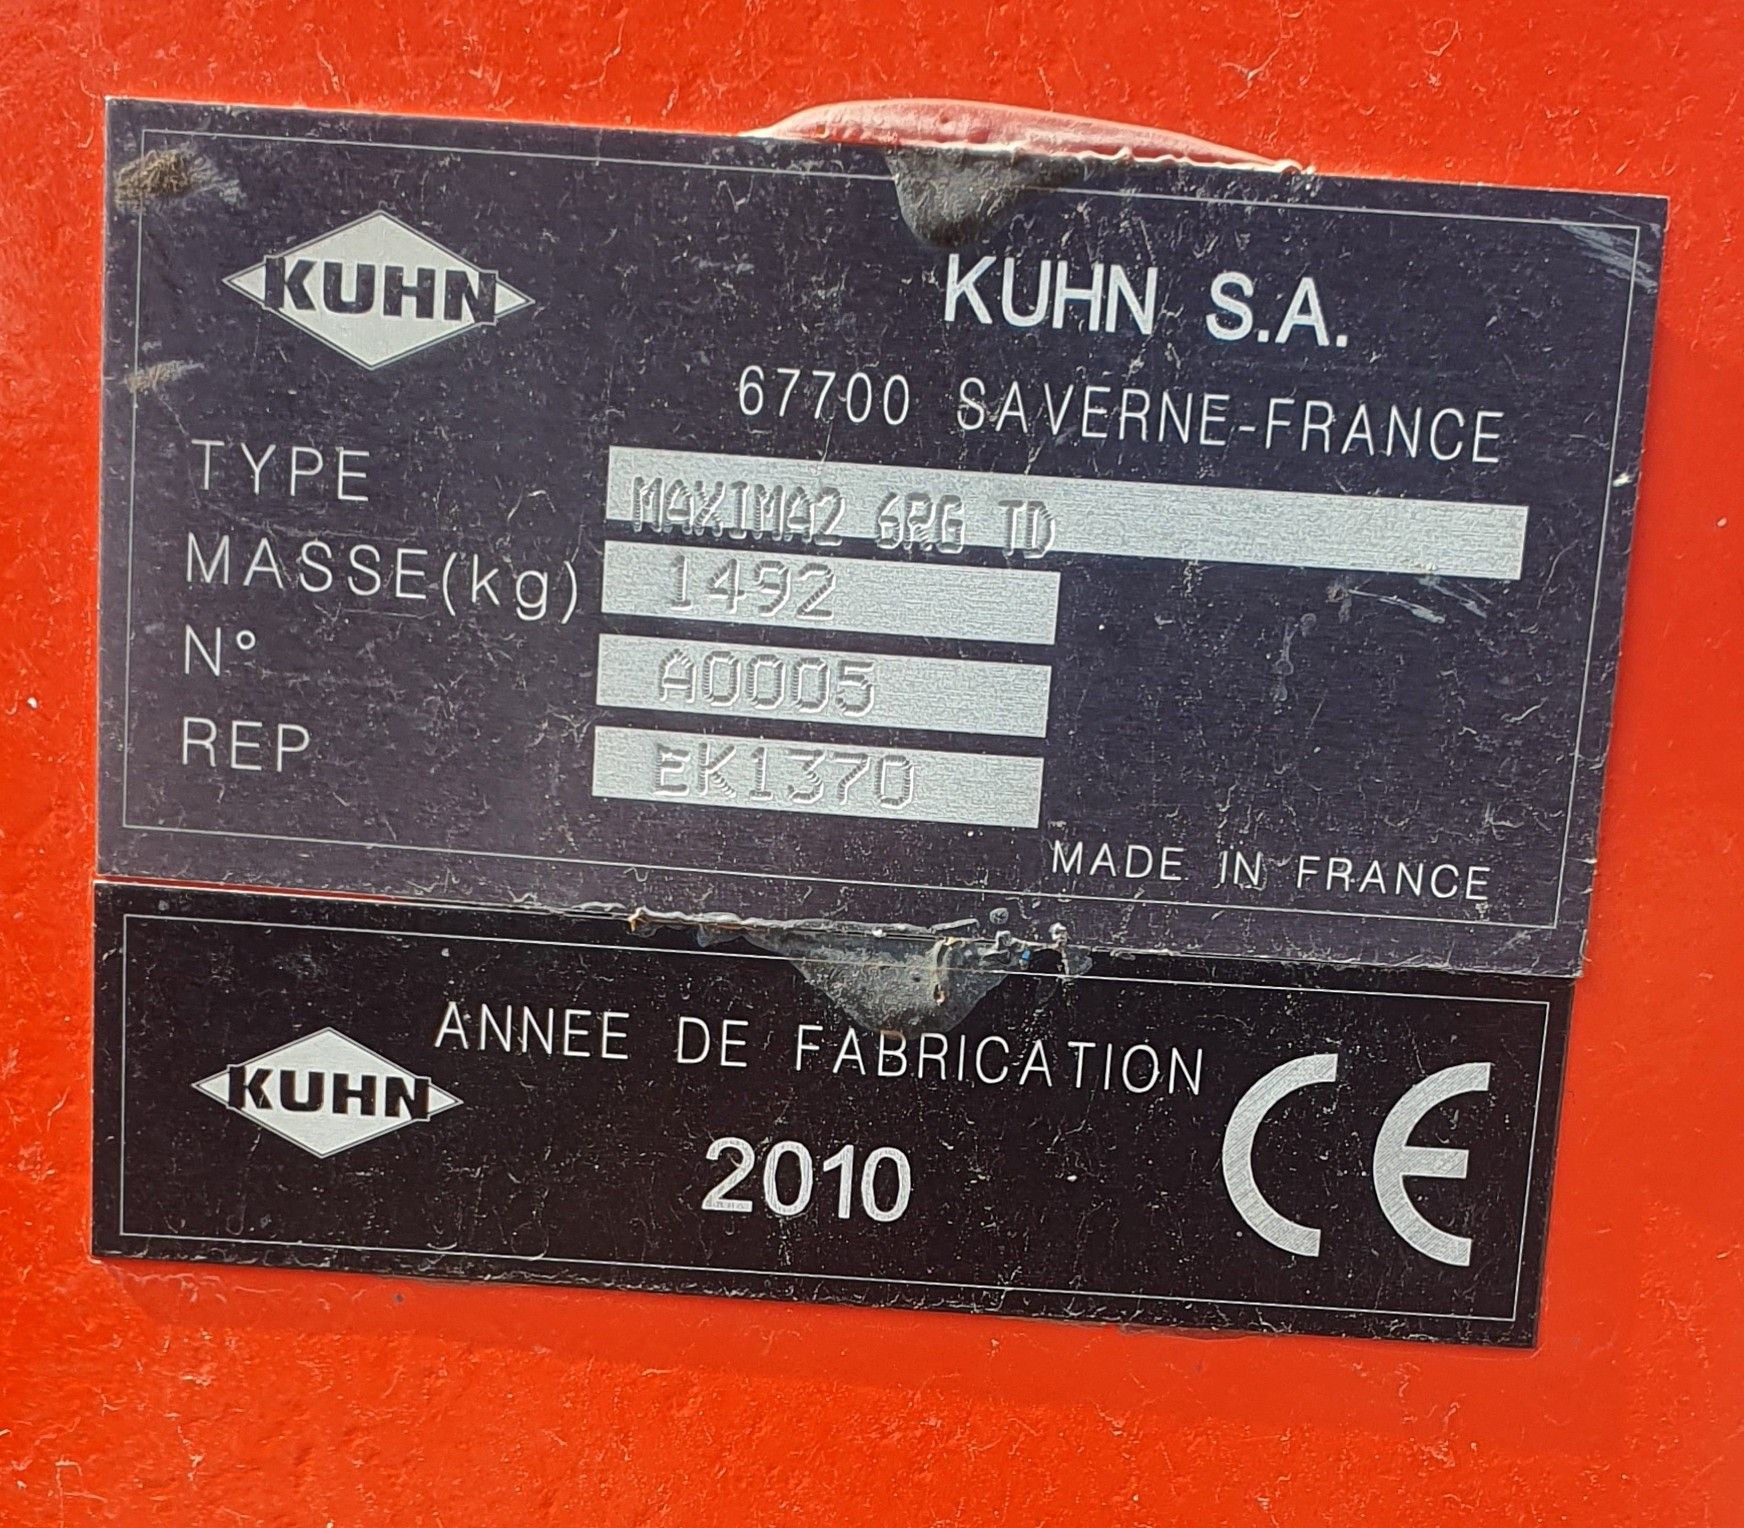 KUHN
KUHN S.A.
67700 SAVERNE-FRANCE
TYPE MAXIMA2 6RG TD
MASSE(kg) 1492
N° A0005
REP EK1370
MADE IN FRANCE
KUHN
ANNEE DE FABRICATION
2010
CE